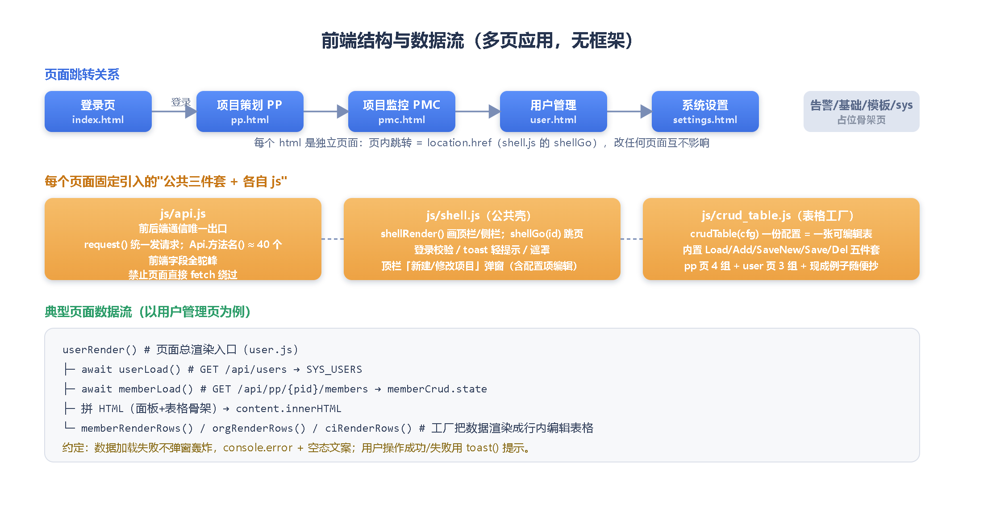 前端结构与数据流（多页应用，无框架）
页面跳转关系
登录页
index.html
登录
项目策划 PP
pp.html
项目监控 PMC
pmc.html
用户管理
user.html
系统设置
settings.html
告警/基础/模板/sys
占位骨架页
每个 html 是独立页面：页内跳转 = location.href（shell.js 的 shellGo），改任何页面互不影响
每个页面固定引入的"公共三件套 + 各自 js"
js/api.js
前后端通信唯一出口
request() 统一发请求；Api.方法名() ≈ 40 个
前端字段全驼峰
禁止页面直接 fetch 绕过
js/shell.js（公共壳）
shellRender() 画顶栏/侧栏；shellGo(id) 跳页
登录校验 / toast 轻提示 / 遮罩
顶栏「新建/修改项目」弹窗（含配置项编辑）
js/crud_table.js（表格工厂）
crudTable(cfg) 一份配置 = 一张可编辑表
内置 Load/Add/SaveNew/Save/Del 五件套
pp 页 4 组 + user 页 3 组 + 现成例子随便抄
典型页面数据流（以用户管理页为例）
userRender() # 页面总渲染入口（user.js）
├─ await userLoad() # GET /api/users → SYS_USERS
├─ await memberLoad() # GET /api/pp/{pid}/members → memberCrud.state
├─ 拼 HTML（面板+表格骨架）→ content.innerHTML
└─ memberRenderRows() / orgRenderRows() / ciRenderRows() # 工厂把数据渲染成行内编辑表格
约定：数据加载失败不弹窗轰炸，console.error + 空态文案；用户操作成功/失败用 toast() 提示。